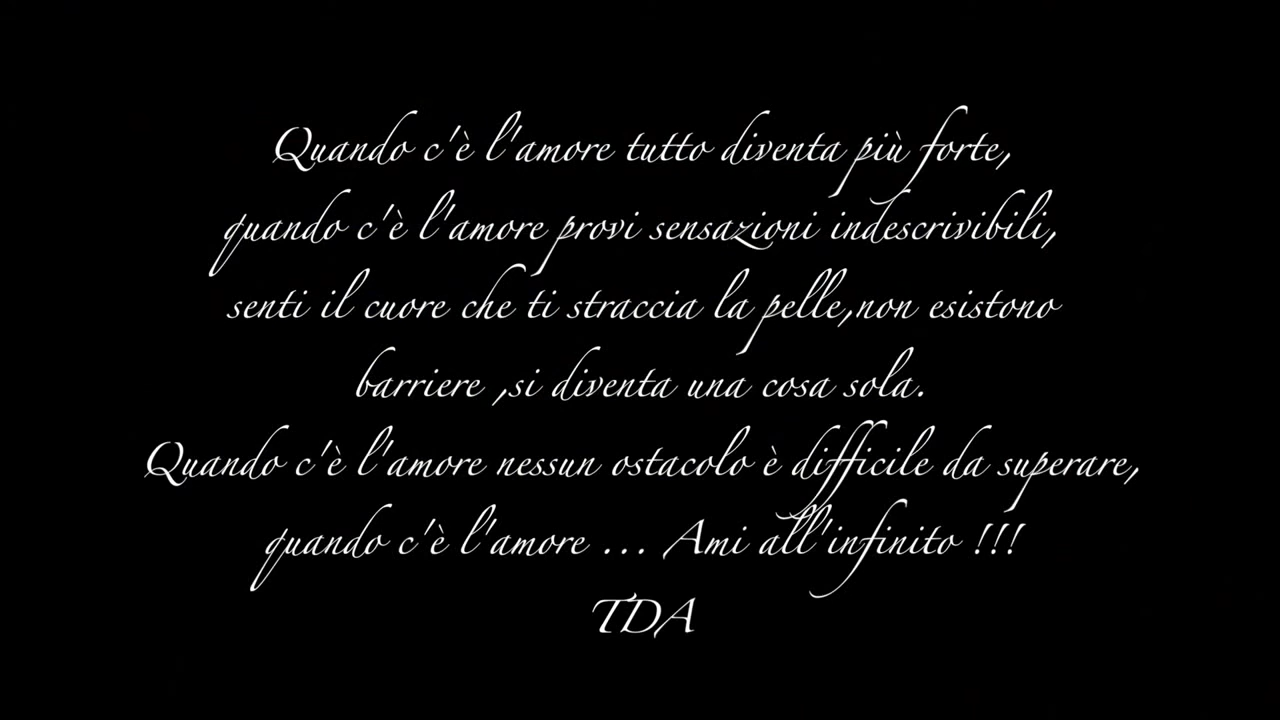 Quando c'è l'amore tutto diventa più forte,
quando c'è l'amore provi sensazioni indescrivibili,
senti il cuore che ti straccia la pelle,non esistono
barriere ,si diventa una cosa sola.
Quando c'è l'amore nessun ostacolo è difficile da superare,
quando c'è l'amore ... Ami all'infinito !!!
TDA